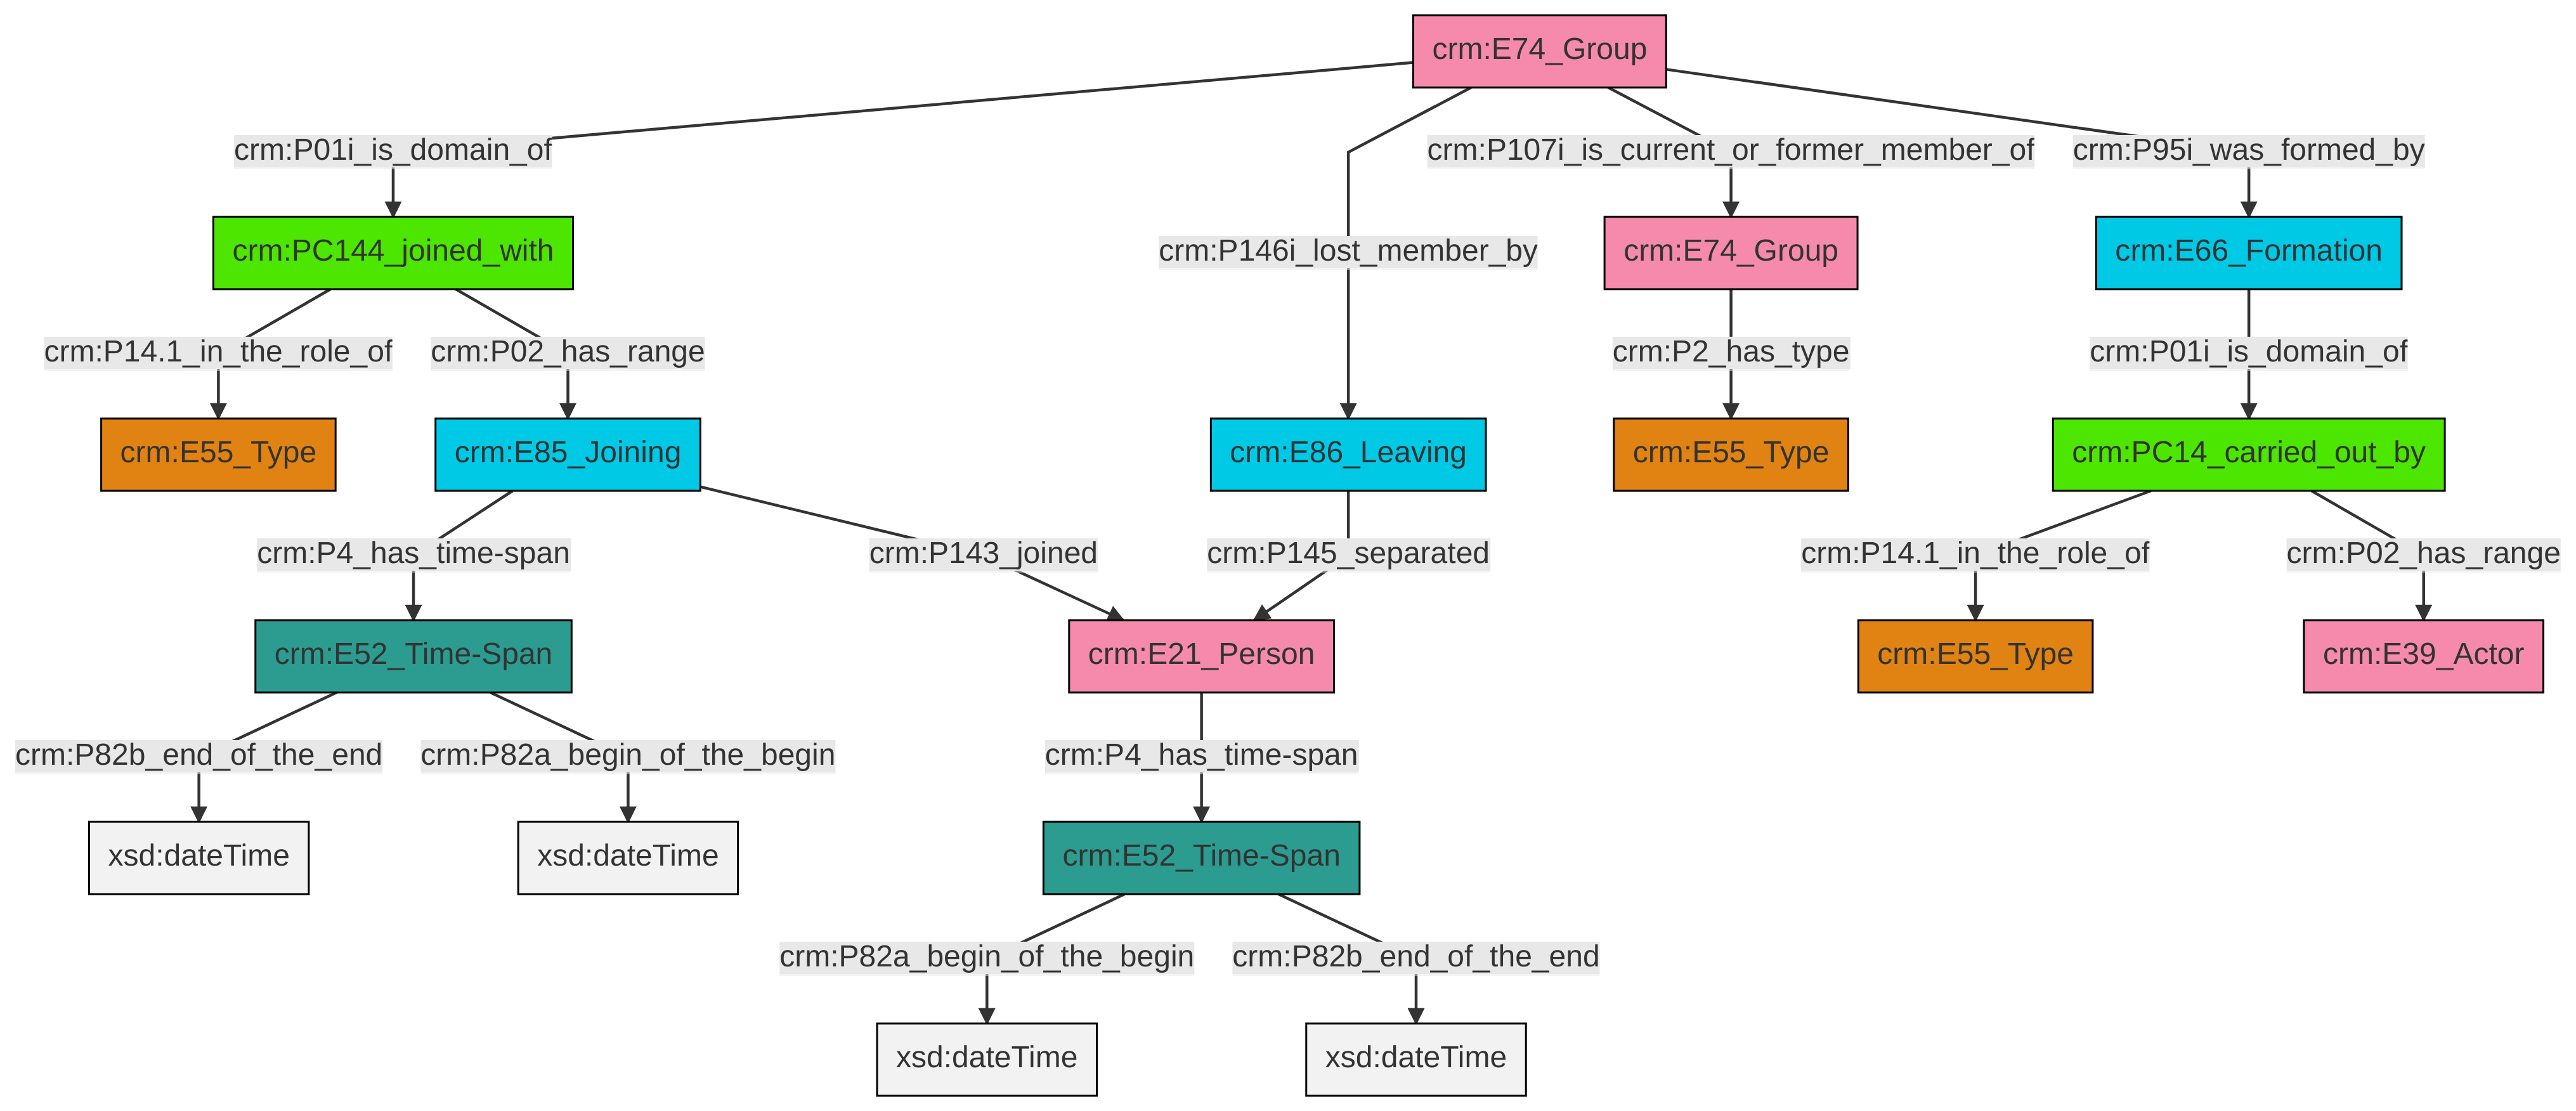 crm:E74_Group
crm:P01i_is_domain_of
crm:P107i_is_current_or_former_member_of
crm:P95i_was_formed_by
crm:PC144_joined_with
crm:P146i_lost_member_by
crm:E74_Group
crm:E66_Formation
crm:P14.1_in_the_role_of
crm:P02_has_range
crm:P2_has_type
crm:P01i_is_domain_of
crm:E55_Type
crm:E85_Joining
crm:E86_Leaving
crm:E55_Type
crm:PC14_carried_out_by
crm:P4_has_time-span
crm:P143_joined
crm:P145_separated
crm:P14.1_in_the_role_of
crm:P02_has_range
crm:E52_Time-Span
crm:E21_Person
crm:E55_Type
crm:E39_Actor
crm:P82b_end_of_the_end
crm:P82a_begin_of_the_begin
crm:P4_has_time-span
xsd:dateTime
xsd:dateTime
crm:E52_Time-Span
crm:P82a_begin_of_the_begin
crm:P82b_end_of_the_end
xsd:dateTime
xsd:dateTime